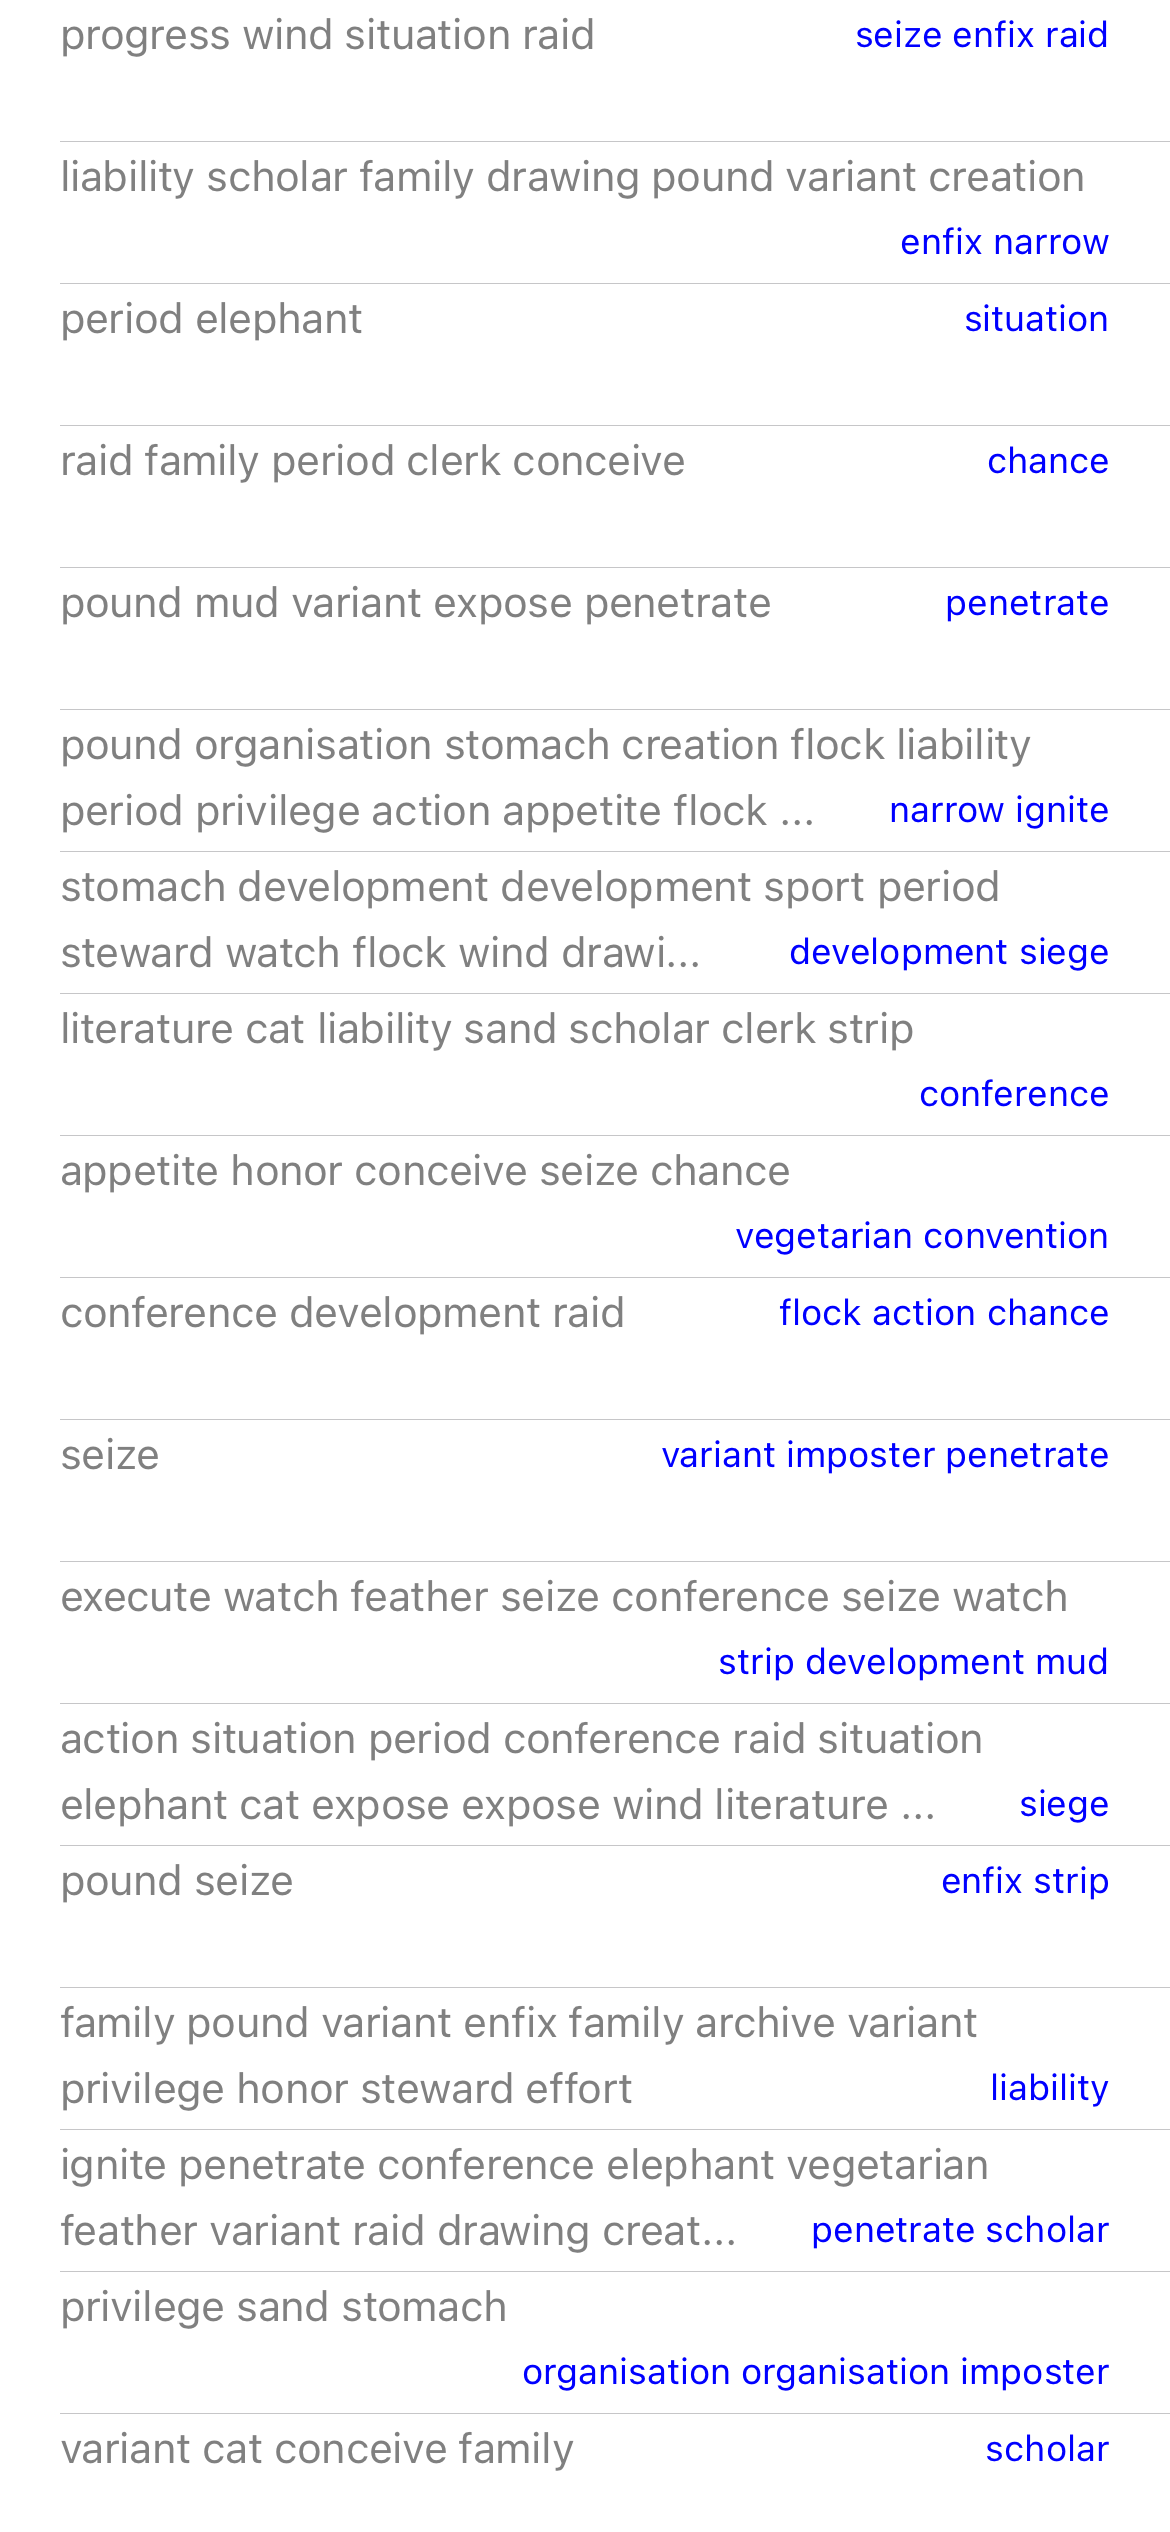 progress wind situation raid seize enfix raid
liability scholar family drawing pound variant creation
enfix narrow
period elephant situation
raid family period clerk conceive chance
pound mud variant expose penetrate penetrate
pound organisation stomach creation flock liability
period privilege action appetite flock ... narrow ignite
stomach development development sport period
steward watch flock wind drawi... development siege
literature cat liability sand scholar clerk strip
conference
appetite honor conceive seize chance
vegetarian convention
conference development raid flock action chance
seize variant imposter penetrate
execute watch feather seize conference seize watch
strip development mud
action situation period conference raid situation
elephant cat expose expose wind literature ... siege
pound seize enfix strip
family pound variant enfix family archive variant
privilege honor steward effort liability
ignite penetrate conference elephant vegetarian
feather variant raid drawing creat... penetrate scholar
privilege sand stomach
organisation organisation imposter
variant cat conceive family scholar